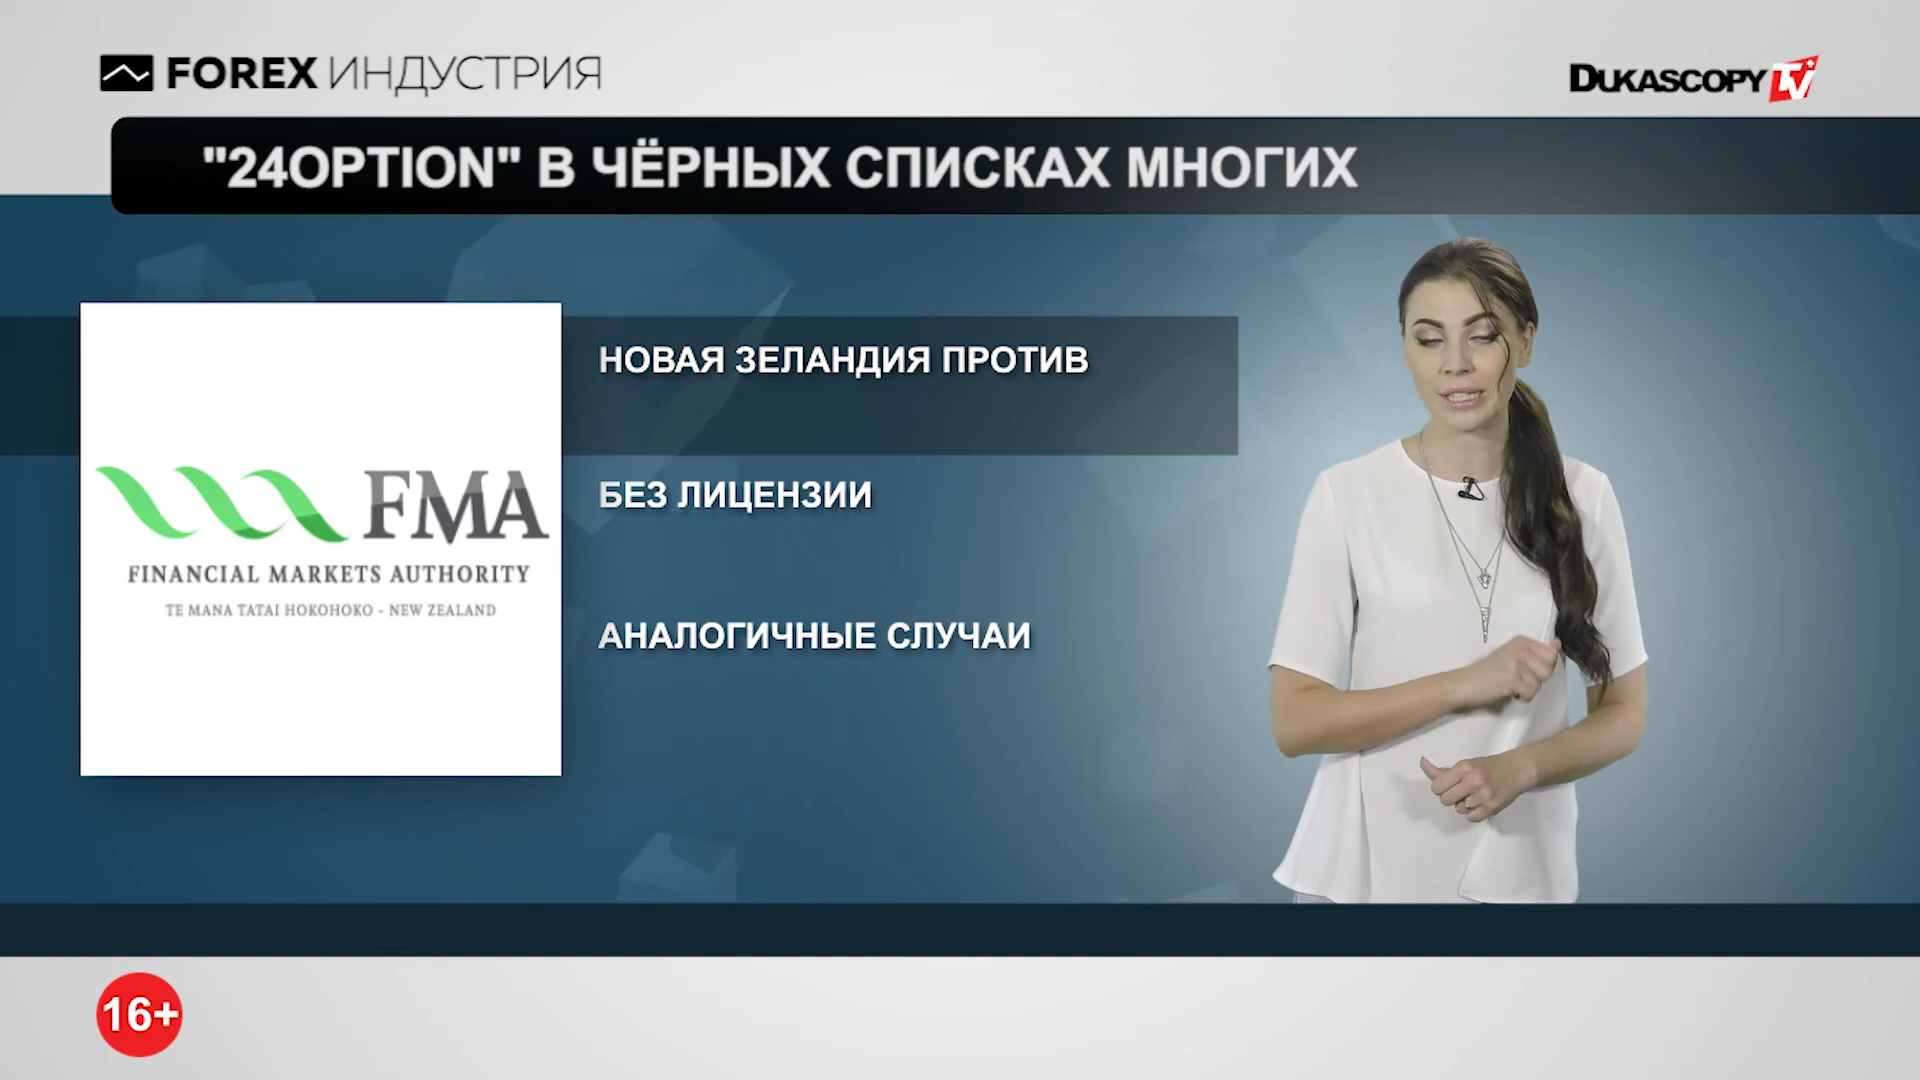 FOREX ИНДУСТРИЯ
DUKASCOPY TV
"24OPTION" В ЧЁРНЫХ СПИСКАХ МНОГИХ
НОВАЯ ЗЕЛАНДИЯ ПРОТИВ
БЕЗ ЛИЦЕНЗИИ
FMA
FINANCIAL MARKETS AUTHORITY
TE MANA TATAI HOKOHOKO - NEW ZEALAND
АНАЛОГИЧНЫЕ СЛУЧАИ
16+